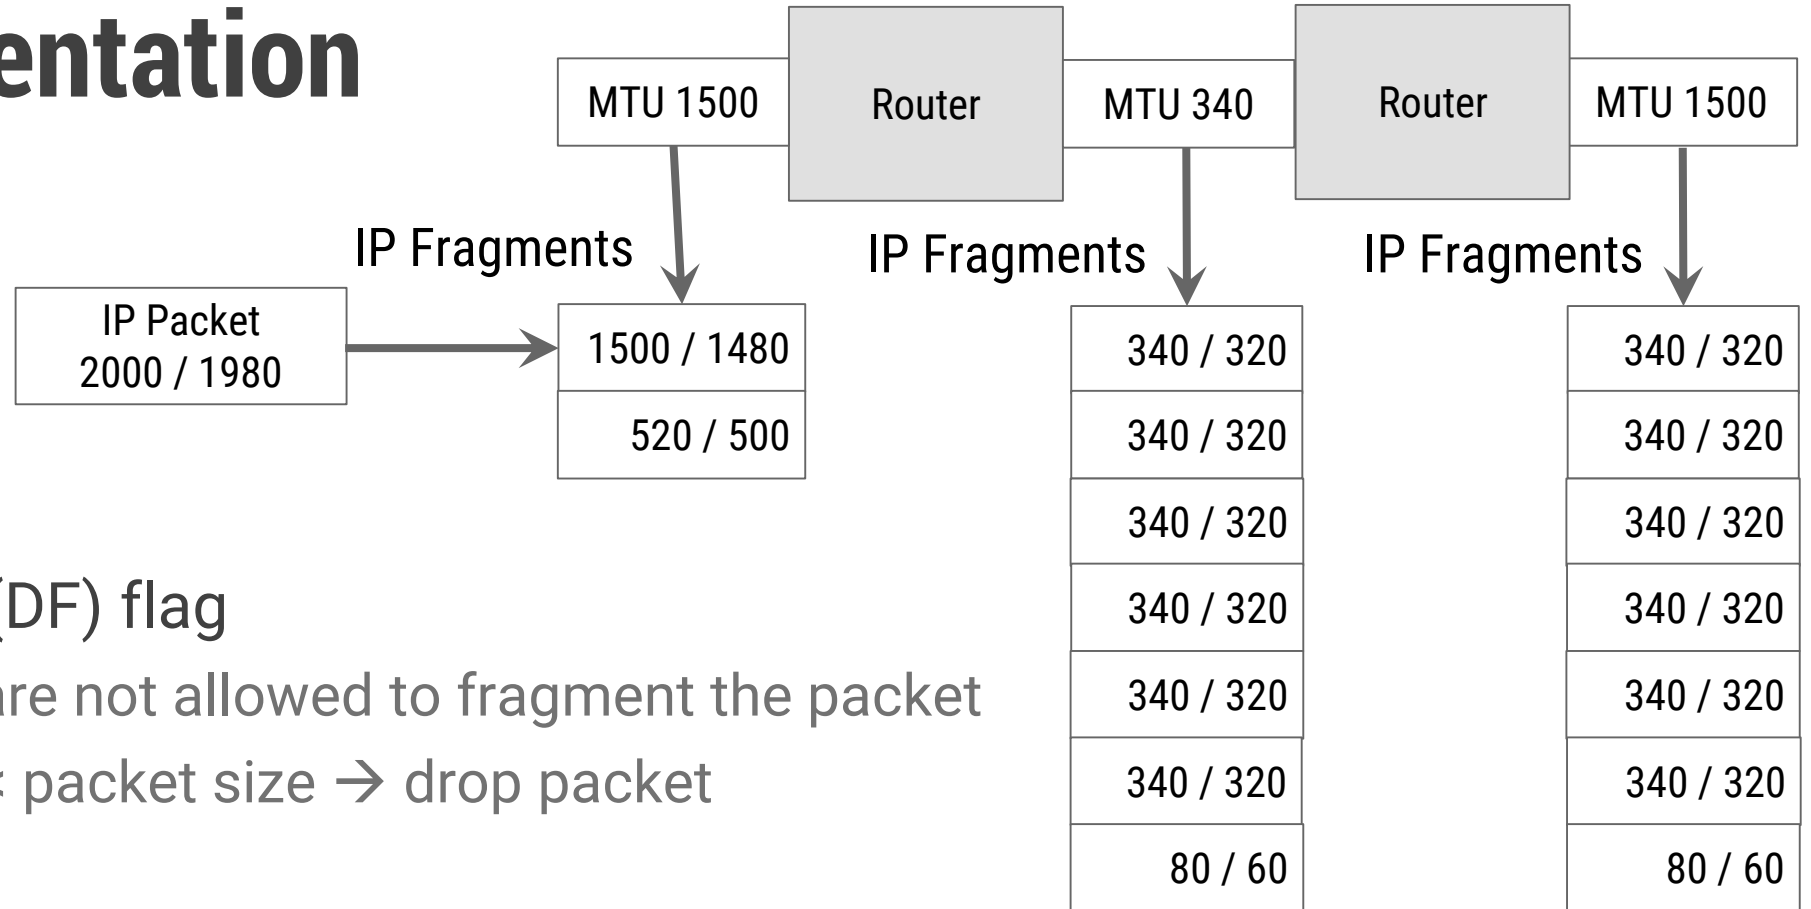 entation
MTU 1500
Router
MTU 340
Router
MTU 1500
IP Fragments
IP Fragments
IP Fragments
IP Packet
2000 / 1980
1500 / 1480
520 / 500
340 / 320
340 / 320
340 / 320
340 / 320
340 / 320
340 / 320
80 / 60
340 / 320
340 / 320
340 / 320
340 / 320
340 / 320
340 / 320
80 / 60
(DF) flag
are not allowed to fragment the packet
< packet size → drop packet